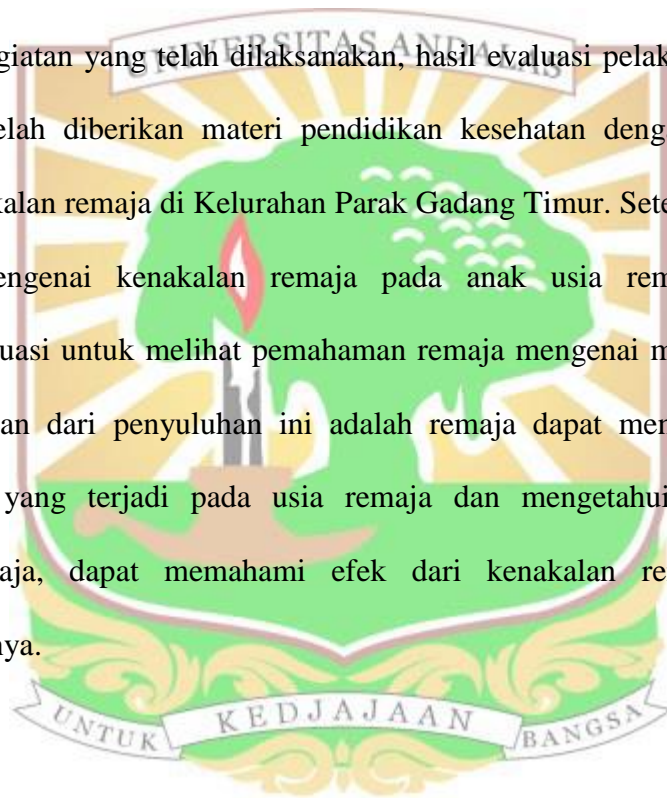 UNIVERSITAS ANDALAS
giatan yang telah dilaksanakan, hasil evaluasi pelak
elah diberikan materi pendidikan kesehatan deng
kalan remaja di Kelurahan Parak Gadang Timur. Sete
engenai kenakalan remaja pada anak usia rem
uasi untuk melihat pemahaman remaja mengenai m
an dari penyuluhan ini adalah remaja dapat men
yang terjadi pada usia remaja dan mengetahui
aja, dapat memahami efek dari kenakalan re
nya.
UNTUK KEDJAJAAN BANGSA